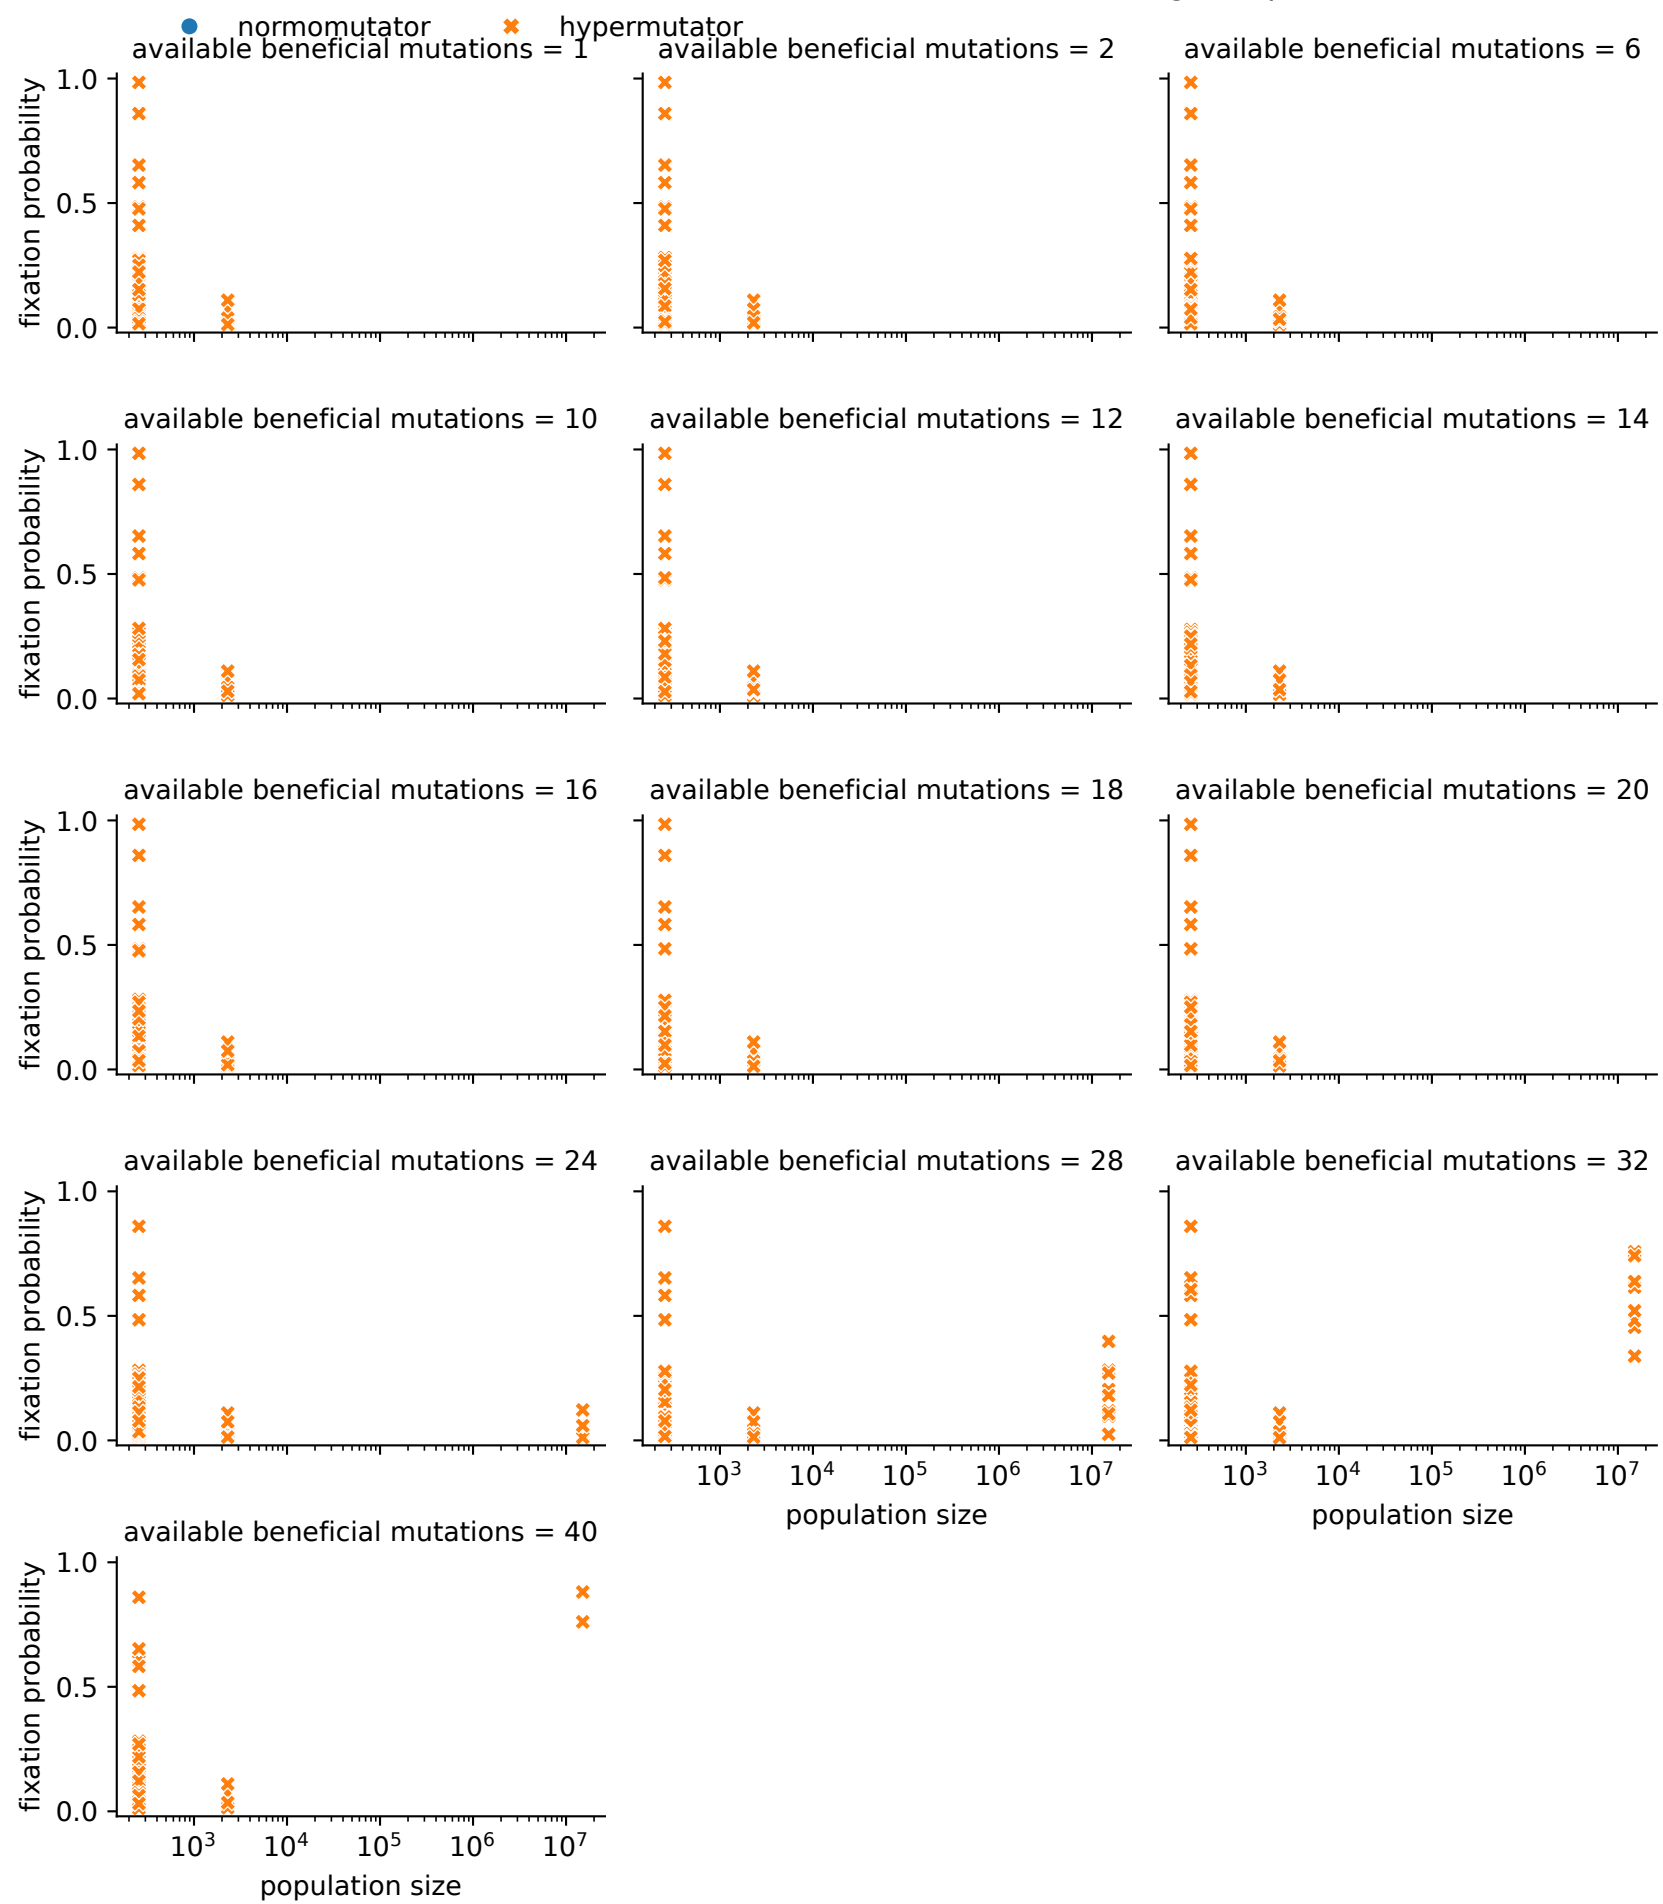 normomutator hypermutator
available beneficial mutations = 1 available beneficial mutations = 2 available beneficial mutations = 6
1.0
0.5
0.0
fixation probability
available beneficial mutations = 10 available beneficial mutations = 12 available beneficial mutations = 14
1.0
0.5
0.0
fixation probability
available beneficial mutations = 16 available beneficial mutations = 18 available beneficial mutations = 20
1.0
0.5
0.0
fixation probability
available beneficial mutations = 24 available beneficial mutations = 28 available beneficial mutations = 32
1.0
0.5
0.0
fixation probability
10³ 10⁴ 10⁵ 10⁶ 10⁷ 10³ 10⁴ 10⁵ 10⁶ 10⁷
population size population size
available beneficial mutations = 40
1.0
0.5
0.0
fixation probability
10³ 10⁴ 10⁵ 10⁶ 10⁷
population size